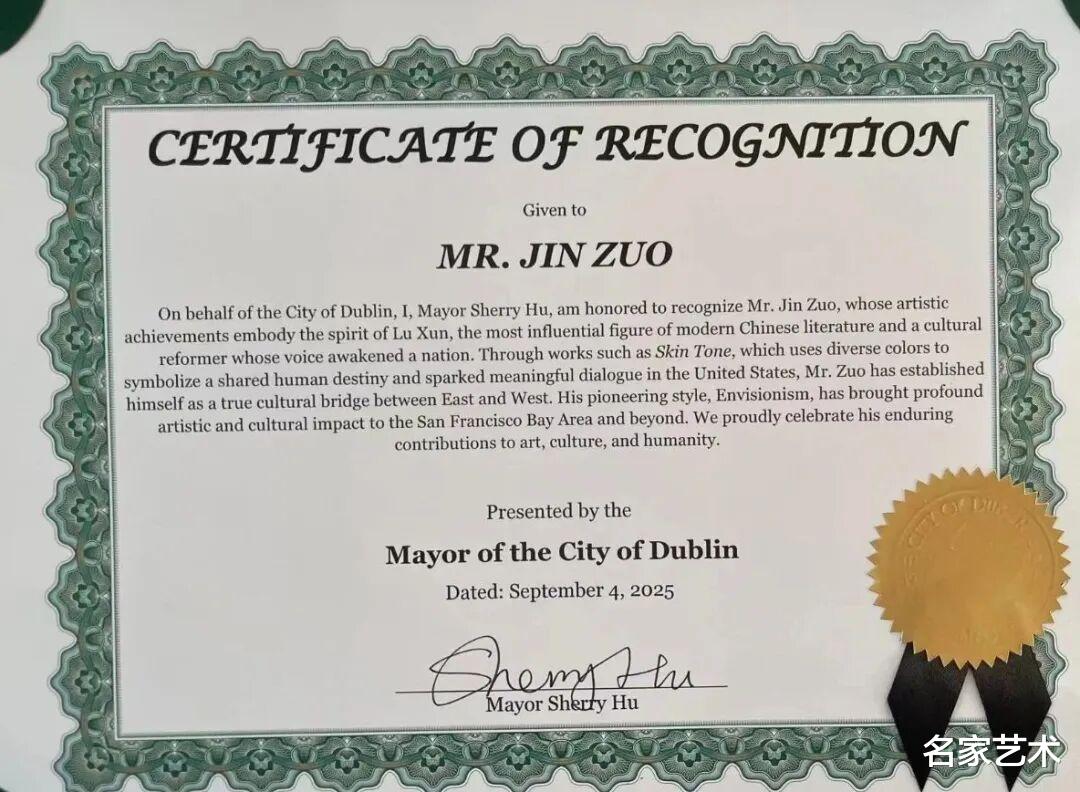 名家艺术
CERTIFICATE OF RECOGNITION
Given to
MR. JIN ZUO
On behalf of the City of Dublin, I, Mayor Sherry Hu, am honored to recognize Mr. Jin Zuo, whose artistic
achievements embody the spirit of Lu Xun, the most influential figure of modern Chinese literature and a cultural
reformer whose voice awakened a nation. Through works such as Skin Tone, which uses diverse colors to
symbolize a shared human destiny and sparked meaningful dialogue in the United States, Mr. Zuo has established
himself as a true cultural bridge between East and West. His pioneering style, Envisionism, has brought profound
artistic and cultural impact to the San Francisco Bay Area and beyond. We proudly celebrate his enduring
contributions to art, culture, and humanity.
Presented by the
Mayor of the City of Dublin
Dated: September 4, 2025
Sherry Hu
Mayor Sherry Hu
CITY OF
名家艺术